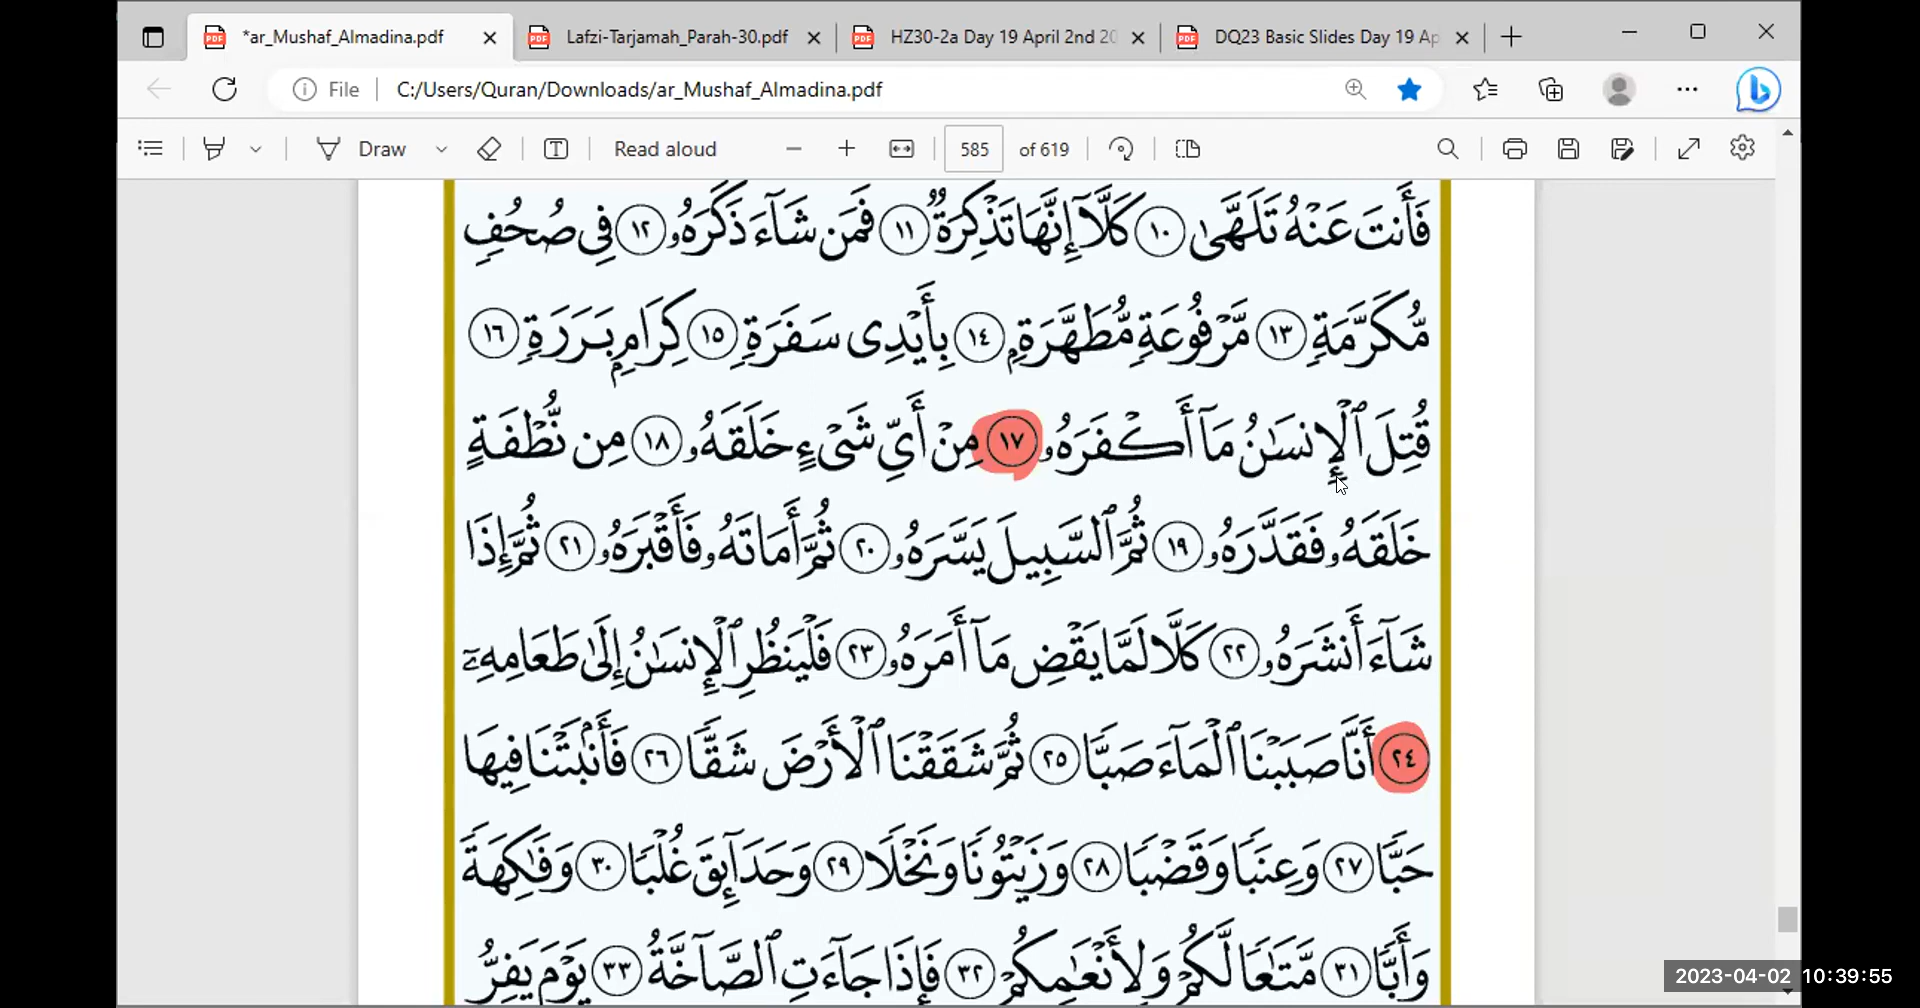 *ar_Mushaf_Almadina.pdf
Lafzi-Tarjamah_Parah-30.pdf
HZ30-2a Day 19 April 2nd 20
DQ23 Basic Slides Day 19 Ap
File C:/Users/Quran/Downloads/ar_Mushaf_Almadina.pdf
Draw Read aloud 585 of 619
فَأَنتَ عَنْهُ تَلَهَّىٰ ١٠ كَلَّآ إِنَّهَا تَذْكِرَةٌ ١١ فَمَن شَآءَ ذَكَرَهُۥ ١٢ فِى صُحُفٍ
مُّكَرَّمَةٍ ١٣ مَّرْفُوعَةٍ مُّطَهَّرَةٍۭ ١٤ بِأَيْدِى سَفَرَةٍ ١٥ كِرَامٍۭ بَرَرَةٍ ١٦
قُتِلَ ٱلْإِنسَٰنُ مَآ أَكْفَرَهُۥ ١٧ مِنْ أَىِّ شَىْءٍ خَلَقَهُۥ ١٨ مِن نُّطْفَةٍ
خَلَقَهُۥ فَقَدَّرَهُۥ ١٩ ثُمَّ ٱلسَّبِيلَ يَسَّرَهُۥ ٢٠ ثُمَّ أَمَاتَهُۥ فَأَقْبَرَهُۥ ٢١ ثُمَّ إِذَا
شَآءَ أَنشَرَهُۥ ٢٢ كَلَّا لَمَّا يَقْضِ مَآ أَمَرَهُۥ ٢٣ فَلْيَنظُرِ ٱلْإِنسَٰنُ إِلَىٰ طَعَامِهِۦٓ
٢٤ أَنَّا صَبَبْنَا ٱلْمَآءَ صَبًّا ٢٥ ثُمَّ شَقَقْنَا ٱلْأَرْضَ شَقًّا ٢٦ فَأَنۢبَتْنَا فِيهَا
حَبًّا ٢٧ وَعِنَبًا وَقَضْبًا ٢٨ وَزَيْتُونًا وَنَخْلًا ٢٩ وَحَدَآئِقَ غُلْبًا ٣٠ وَفَٰكِهَةً
وَأَبًّا ٣١ مَّتَٰعًا لَّكُمْ وَلِأَنْعَٰمِكُمْ ٣٢ فَإِذَا جَآءَتِ ٱلصَّآخَّةُ ٣٣ يَوْمَ يَفِرُّ
2023-04-02 10:39:55